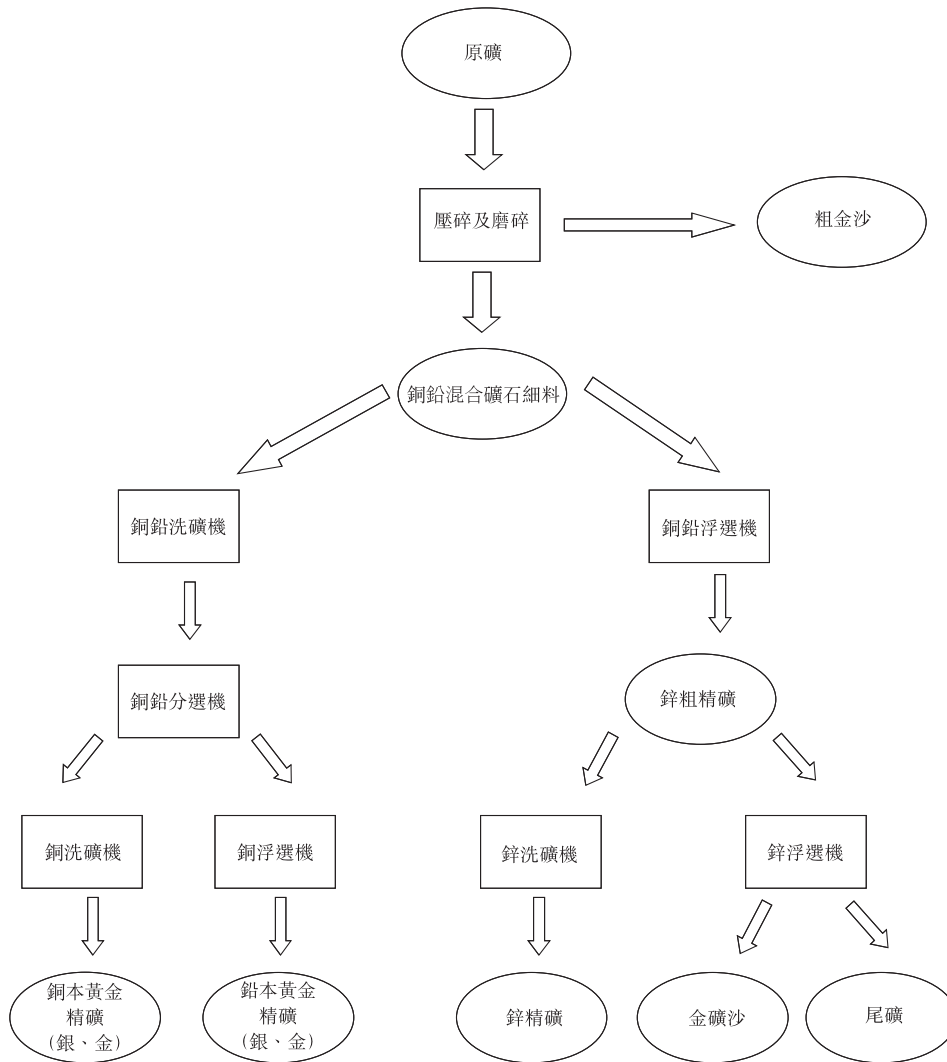 原礦
壓碎及磨碎
粗金沙
銅鉛混合礦石細料
銅鉛洗礦機
銅鉛浮選機
銅鉛分選機
鋅粗精礦
銅洗礦機
銅浮選機
鋅洗礦機
鋅浮選機
銅本黃金
精礦
(銀、金)
鉛本黃金
精礦
(銀、金)
鋅精礦
金礦沙
尾礦